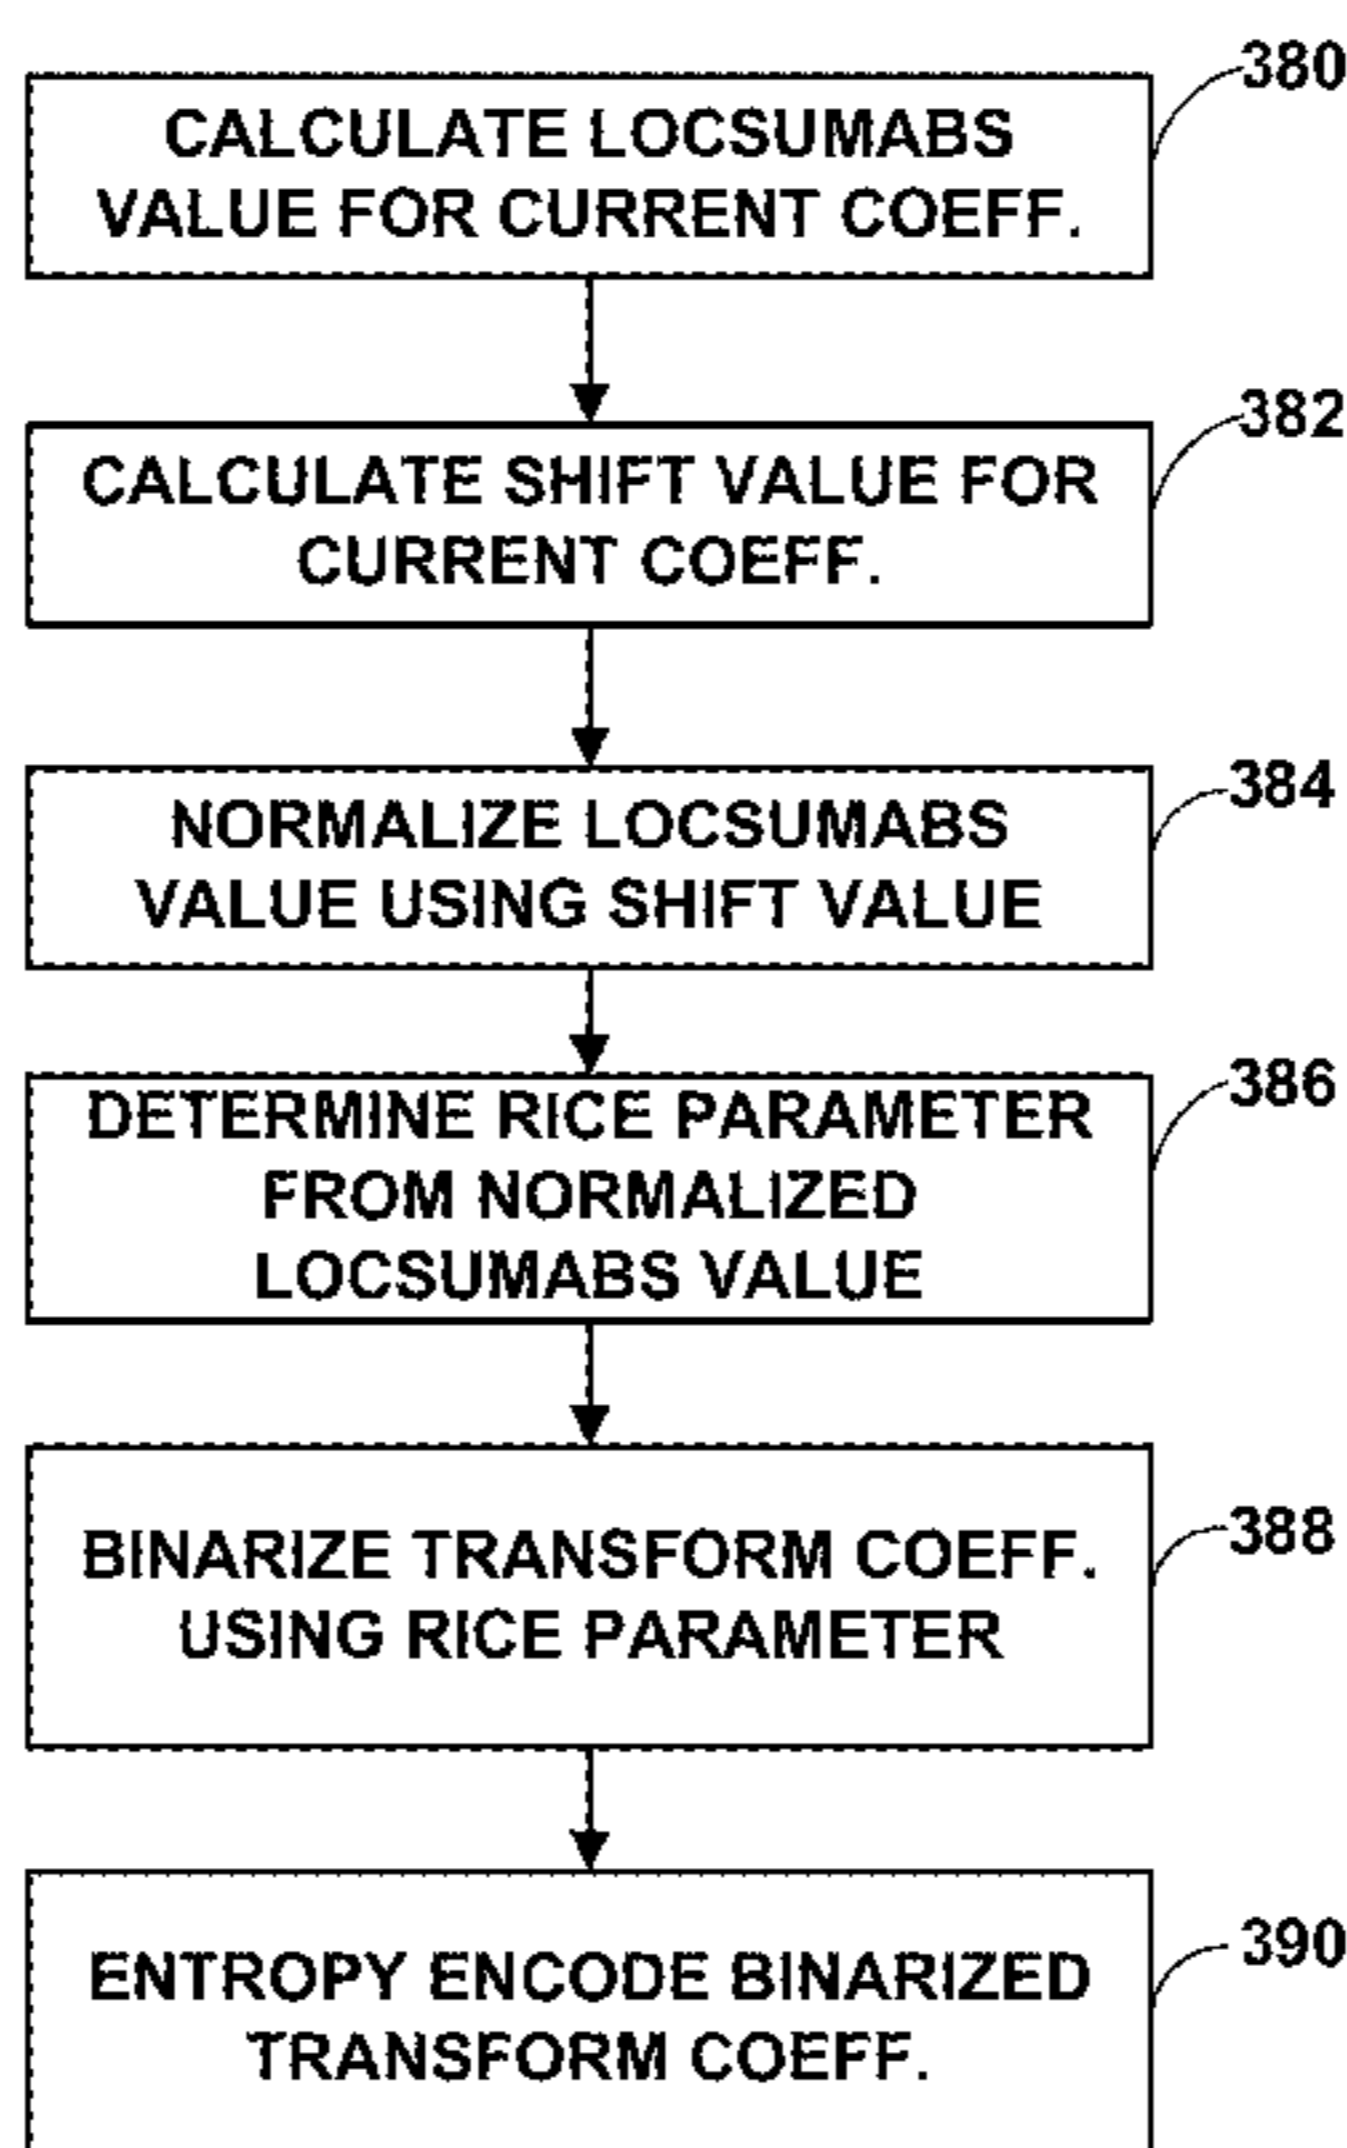 380
CALCULATE LOCSUMABS
VALUE FOR CURRENT COEFF.
382
CALCULATE SHIFT VALUE FOR
CURRENT COEFF.
384
NORMALIZE LOCSUMABS
VALUE USING SHIFT VALUE
386
DETERMINE RICE PARAMETER
FROM NORMALIZED
LOCSUMABS VALUE
388
BINARIZE TRANSFORM COEFF.
USING RICE PARAMETER
390
ENTROPY ENCODE BINARIZED
TRANSFORM COEFF.